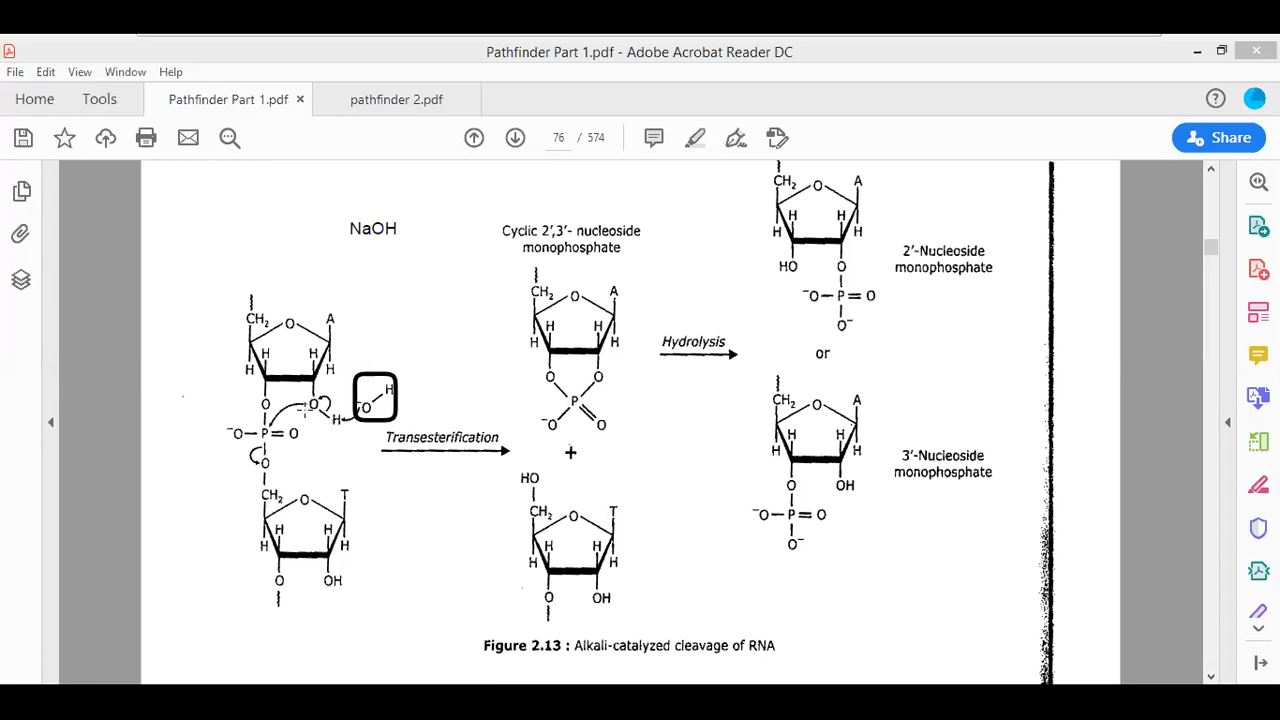 Pathfinder Part 1.pdf - Adobe Acrobat Reader DC
File Edit View Window Help
Home Tools Pathfinder Part 1.pdf × pathfinder 2.pdf
76 / 574
Share
NaOH
Cyclic 2',3'- nucleoside
monophosphate
CH₂ O A
H H
H H
HO O
⁻O P O
O⁻
2'-Nucleoside
monophosphate
or
CH₂ O A
H H
H H
O O
P
⁻O O
Hydrolysis
CH₂ O A
H H
H H
O O H
⁻O H
⁻O P O
O
CH₂ O T
H H
H H
O OH
Transesterification
+
HO
CH₂ O T
H H
H H
O OH
CH₂ O A
H H
H H
O OH
⁻O P O
O⁻
3'-Nucleoside
monophosphate
Figure 2.13 : Alkali-catalyzed cleavage of RNA